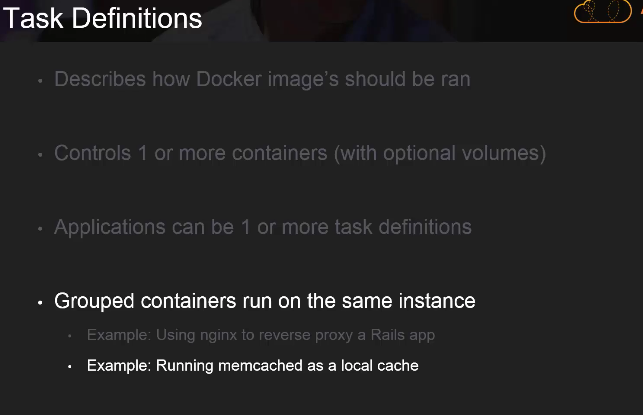 Task Definitions
Describes how Docker image's should be ran
Controls 1 or more containers (with optional volumes)
Applications can be 1 or more task definitions
Grouped containers run on the same instance
Example: Using nginx to reverse proxy a Rails app
Example: Running memcached as a local cache